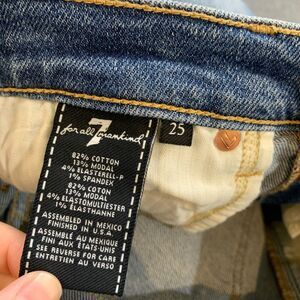 7
for all mankind
25
82% COTTON
13% MODAL
4% ELASTERELL-P
1% SPANDEX
82% COTON
13% MODAL
4% ELASTOMULTIESTER
1% ELASTHANNE
ASSEMBLED IN MEXICO
FINISHED IN U.S.A.
ASSEMBLÉ AU MEXIQUE
FINI AUX ÉTATS-UNIS
SEE REVERSE FOR CARE
ENTRETIEN AU VERSO